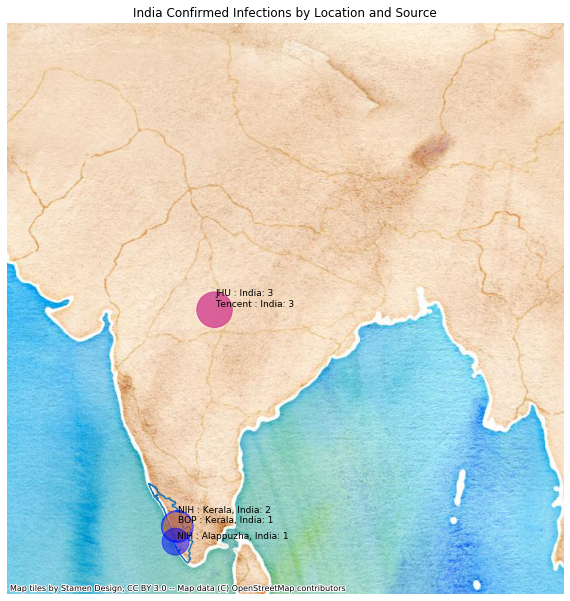 India Confirmed Infections by Location and Source
JHU : India: 3
Tencent : India: 3
NIH : Kerala, India: 2
BOP : Kerala, India: 1
NIH : Alappuzha, India: 1
Map tiles by Stamen Design, CC BY 3.0 -- Map data (C) OpenStreetMap contributors